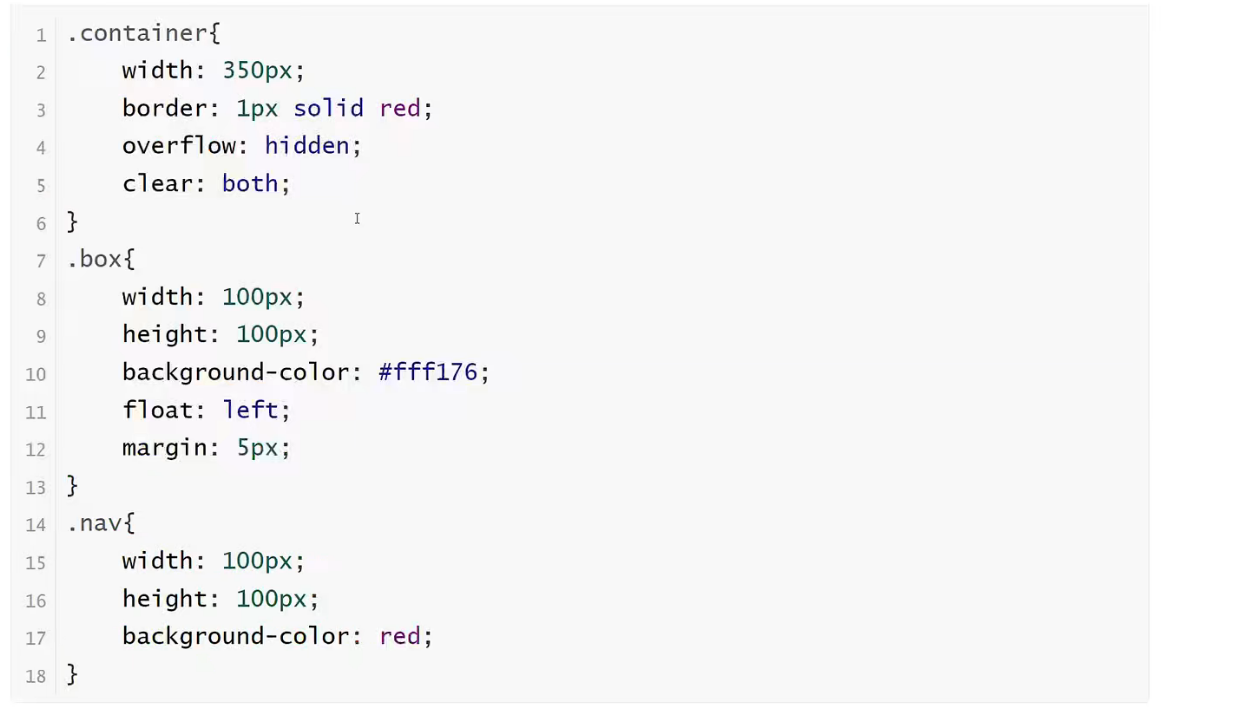 1 .container{
2 width: 350px;
3 border: 1px solid red;
4 overflow: hidden;
5 clear: both;
6 }
7 .box{
8 width: 100px;
9 height: 100px;
10 background-color: #fff176;
11 float: left;
12 margin: 5px;
13 }
14 .nav{
15 width: 100px;
16 height: 100px;
17 background-color: red;
18 }